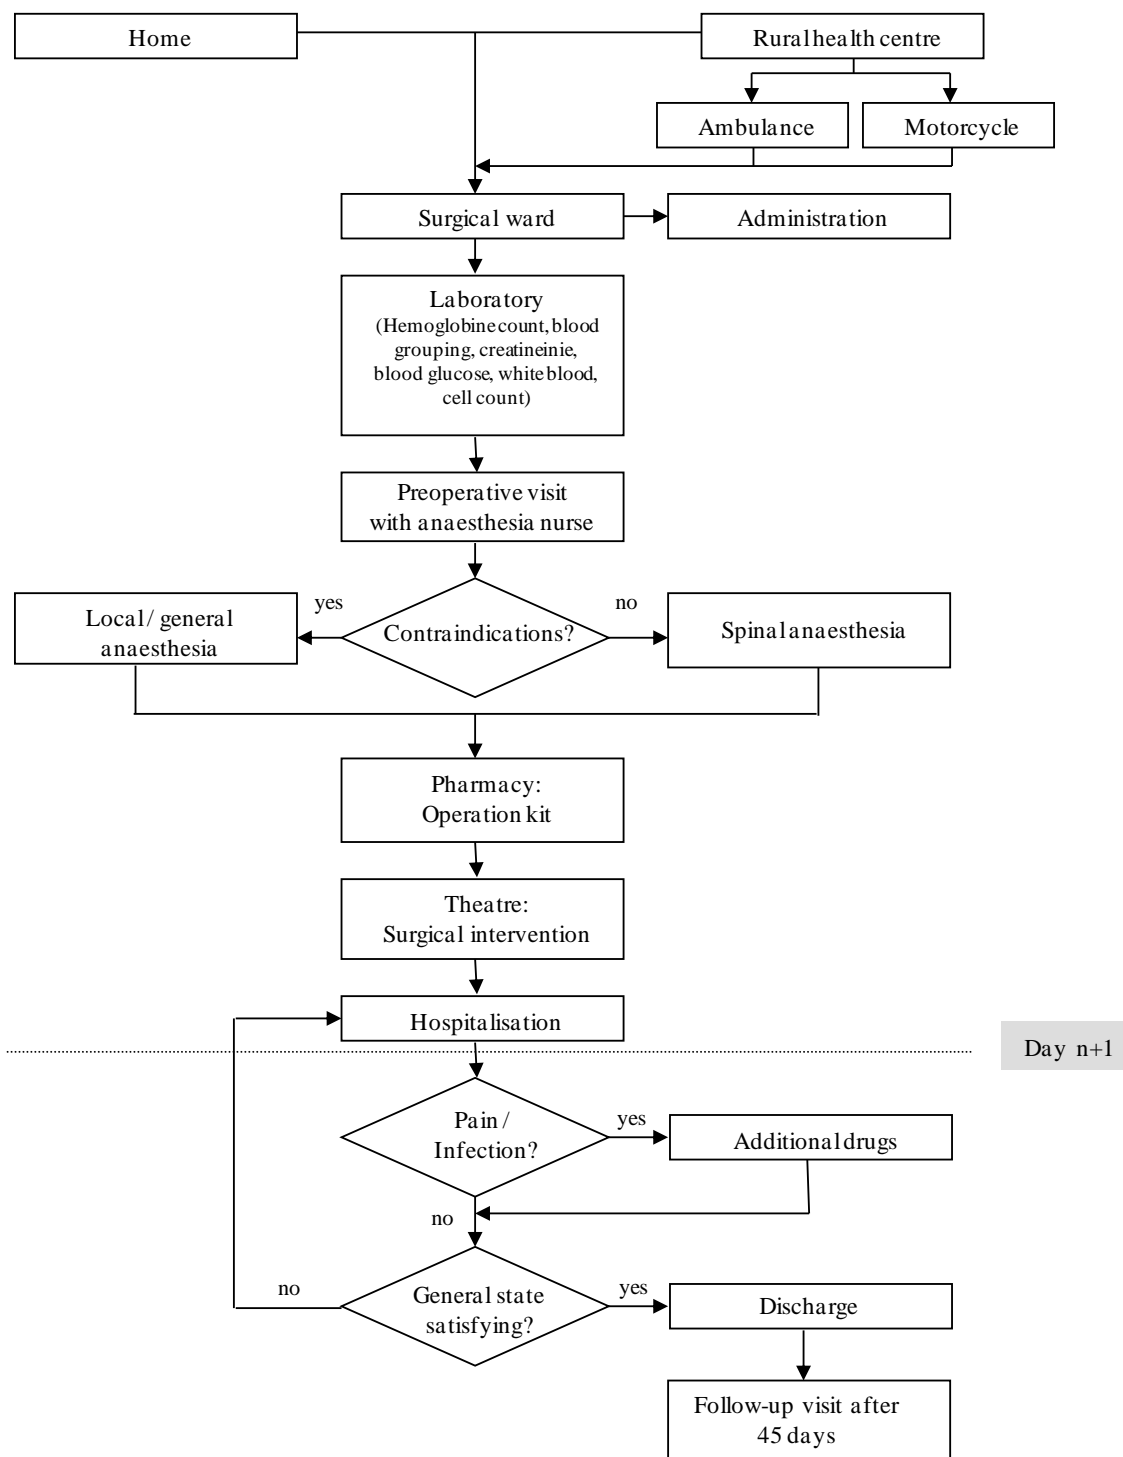 Home
Rural health centre
Ambulance
Motorcycle
Surgical ward
Administration
Laboratory
(Hemoglobine count, blood
grouping, creatineinie,
blood glucose, white blood,
cell count)
Preoperative visit
with anaesthesia nurse
yes
no
Local / general
anaesthesia
Contraindications?
Spinal anaesthesia
Pharmacy:
Operation kit
Theatre:
Surgical intervention
Hospitalisation
Day n+1
Pain /
Infection?
yes
Additional drugs
no
no
General state
satisfying?
yes
Discharge
Follow-up visit after
45 days